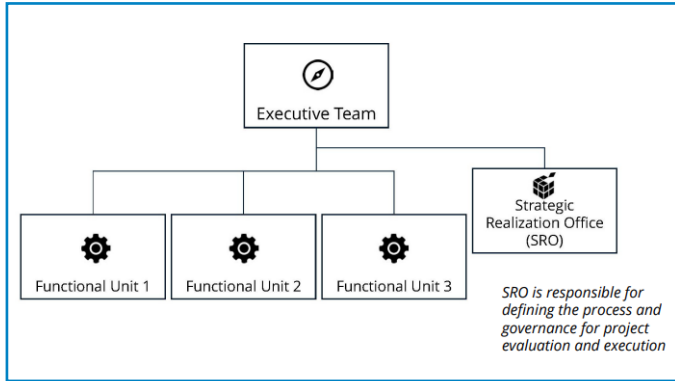 Executive Team
Strategic
Realization Office
(SRO)
Functional Unit 1
Functional Unit 2
Functional Unit 3
SRO is responsible for
defining the process and
governance for project
evaluation and execution